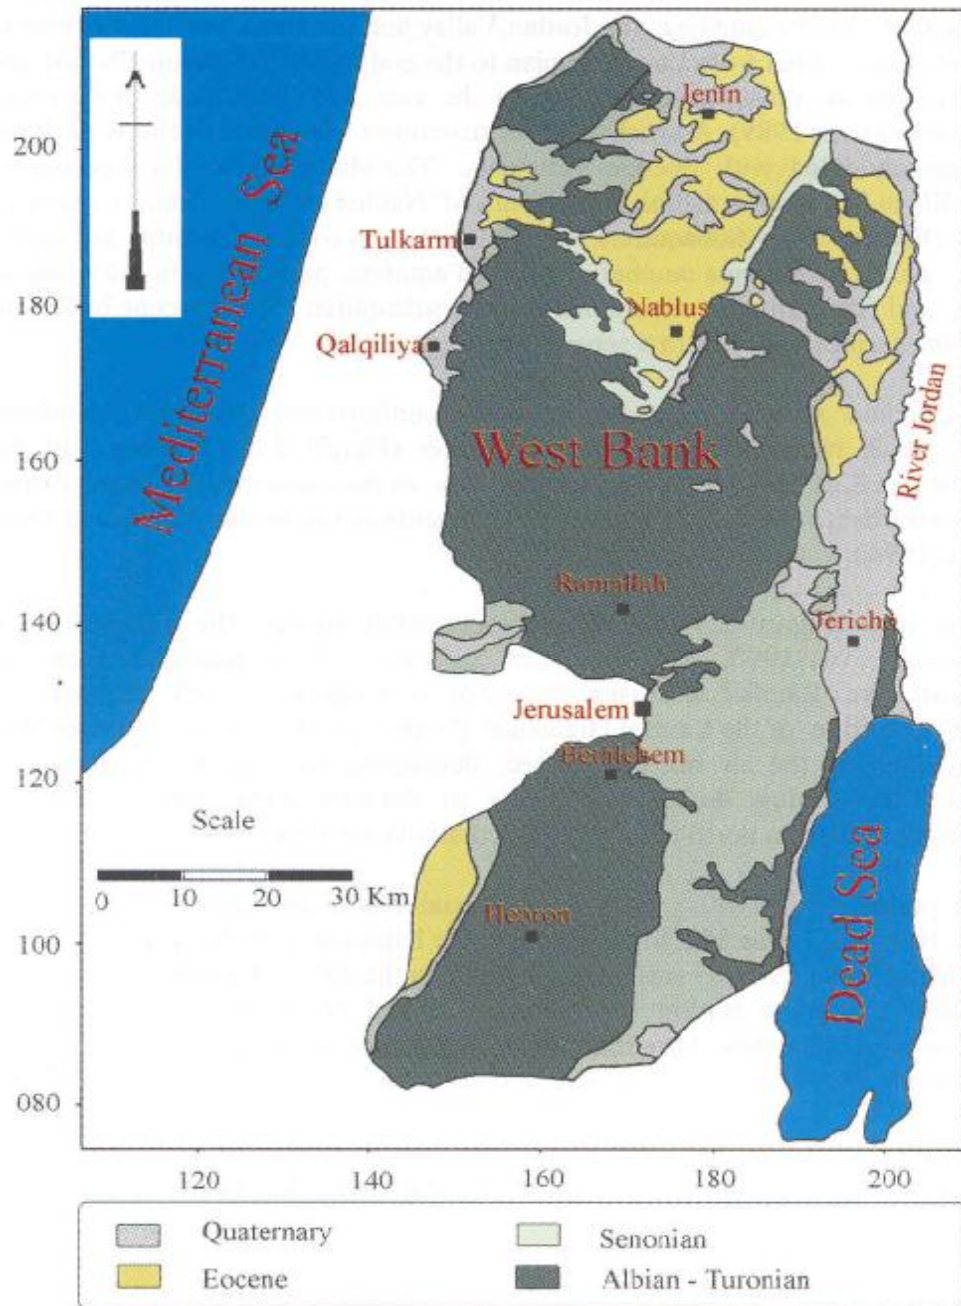 Jenin
200
Mediterranean Sea
Tulkarm
180
Nablus
Qalqiliya
River Jordan
West Bank
160
Ramallah
140
Jericho
Jerusalem
Bethlehem
120
Scale
Dead Sea
0 10 20 30 Km.
Hebron
100
080
120 140 160 180 200
Quaternary
Senonian
Eocene
Albian - Turonian